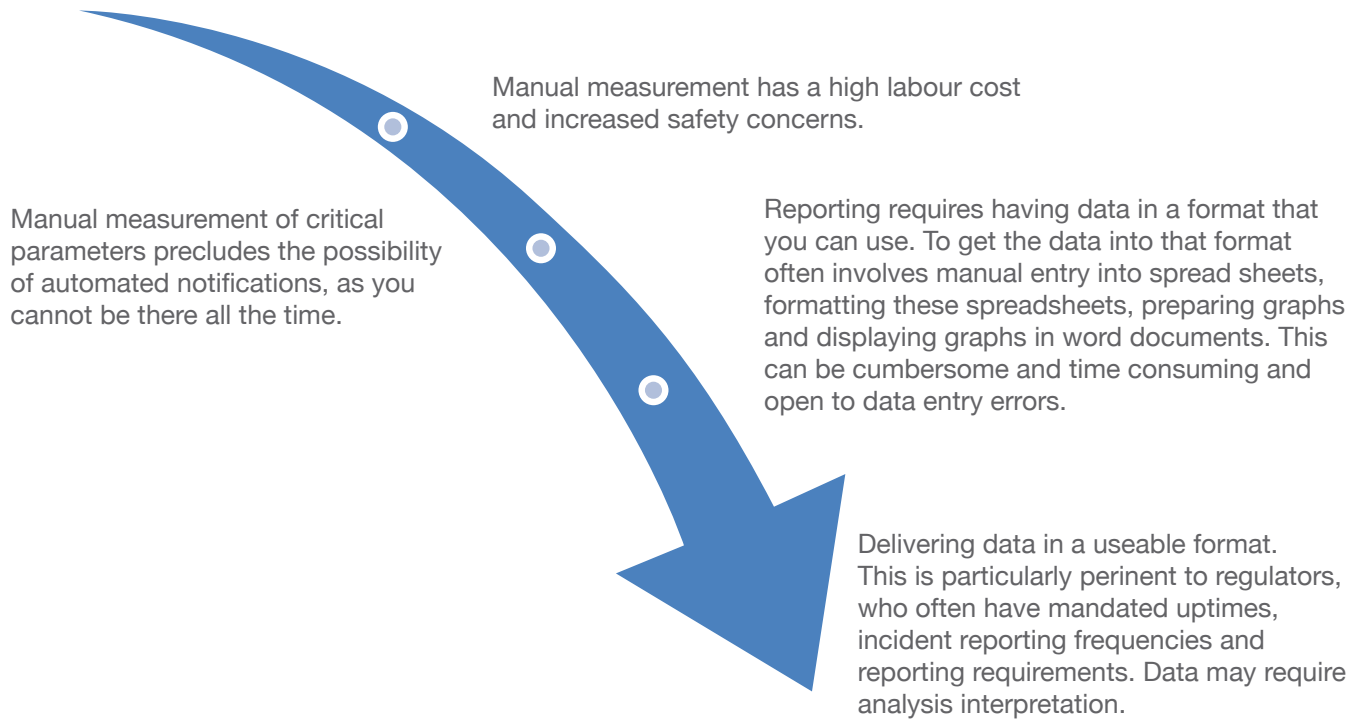 Manual measurement has a high labour cost
and increased safety concerns.
Manual measurement of critical
parameters precludes the possibility
of automated notifications, as you
cannot be there all the time.
Reporting requires having data in a format that
you can use. To get the data into that format
often involves manual entry into spread sheets,
formatting these spreadsheets, preparing graphs
and displaying graphs in word documents. This
can be cumbersome and time consuming and
open to data entry errors.
Delivering data in a useable format.
This is particularly perinent to regulators,
who often have mandated uptimes,
incident reporting frequencies and
reporting requirements. Data may require
analysis interpretation.